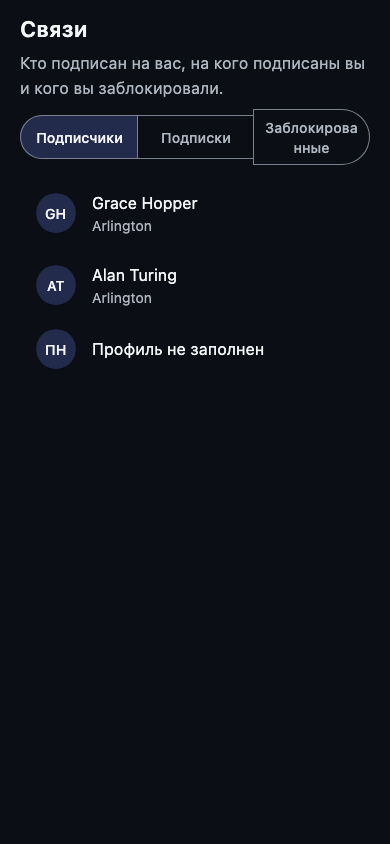 Связи
Кто подписан на вас, на кого подписаны вы
и кого вы заблокировали.
Подписчики
Подписки
Заблокирова
нные
GH
Grace Hopper
Arlington
AT
Alan Turing
Arlington
ПН
Профиль не заполнен